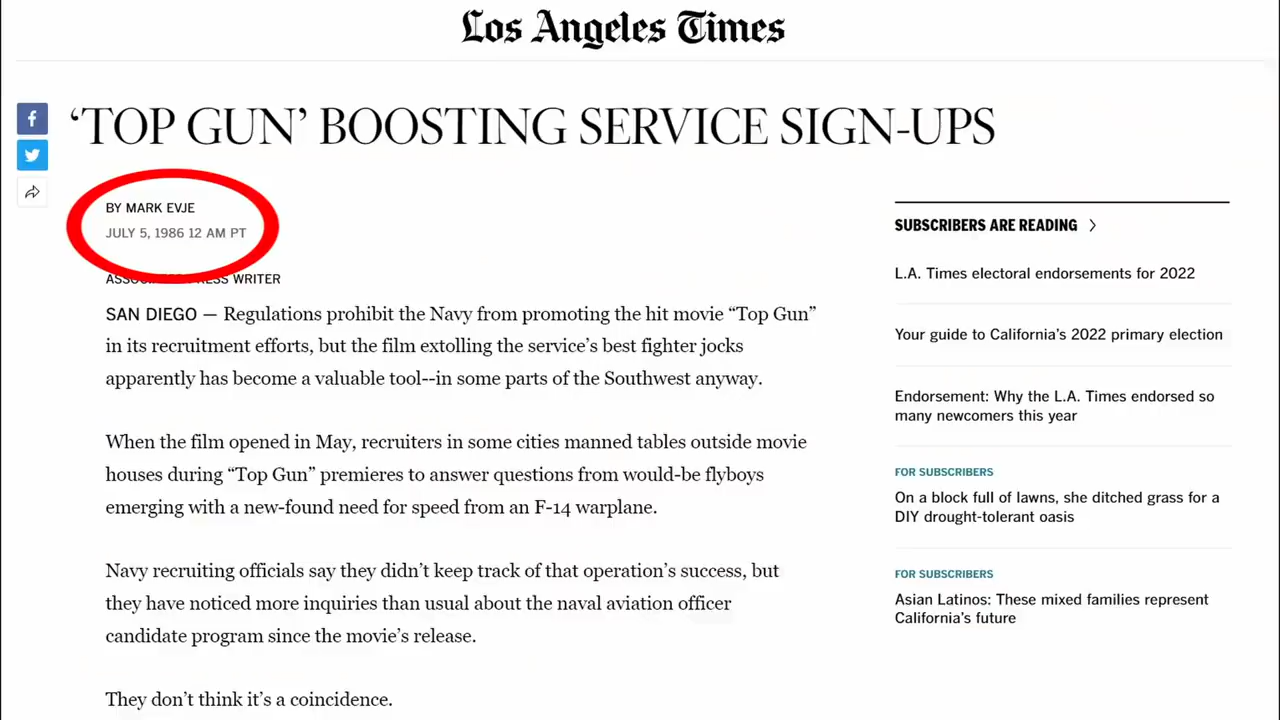 Los Angeles Times
‘TOP GUN’ BOOSTING SERVICE SIGN-UPS
BY MARK EVJE
JULY 5, 1986 12 AM PT
WRITER
SAN DIEGO — Regulations prohibit the Navy from promoting the hit movie “Top Gun”
in its recruitment efforts, but the film extolling the service’s best fighter jocks
apparently has become a valuable tool--in some parts of the Southwest anyway.
When the film opened in May, recruiters in some cities manned tables outside movie
houses during “Top Gun” premieres to answer questions from would-be flyboys
emerging with a new-found need for speed from an F-14 warplane.
Navy recruiting officials say they didn’t keep track of that operation’s success, but
they have noticed more inquiries than usual about the naval aviation officer
candidate program since the movie’s release.
They don’t think it’s a coincidence.
SUBSCRIBERS ARE READING
L.A. Times electoral endorsements for 2022
Your guide to California’s 2022 primary election
Endorsement: Why the L.A. Times endorsed so
many newcomers this year
FOR SUBSCRIBERS
On a block full of lawns, she ditched grass for a
DIY drought-tolerant oasis
FOR SUBSCRIBERS
Asian Latinos: These mixed families represent
California’s future